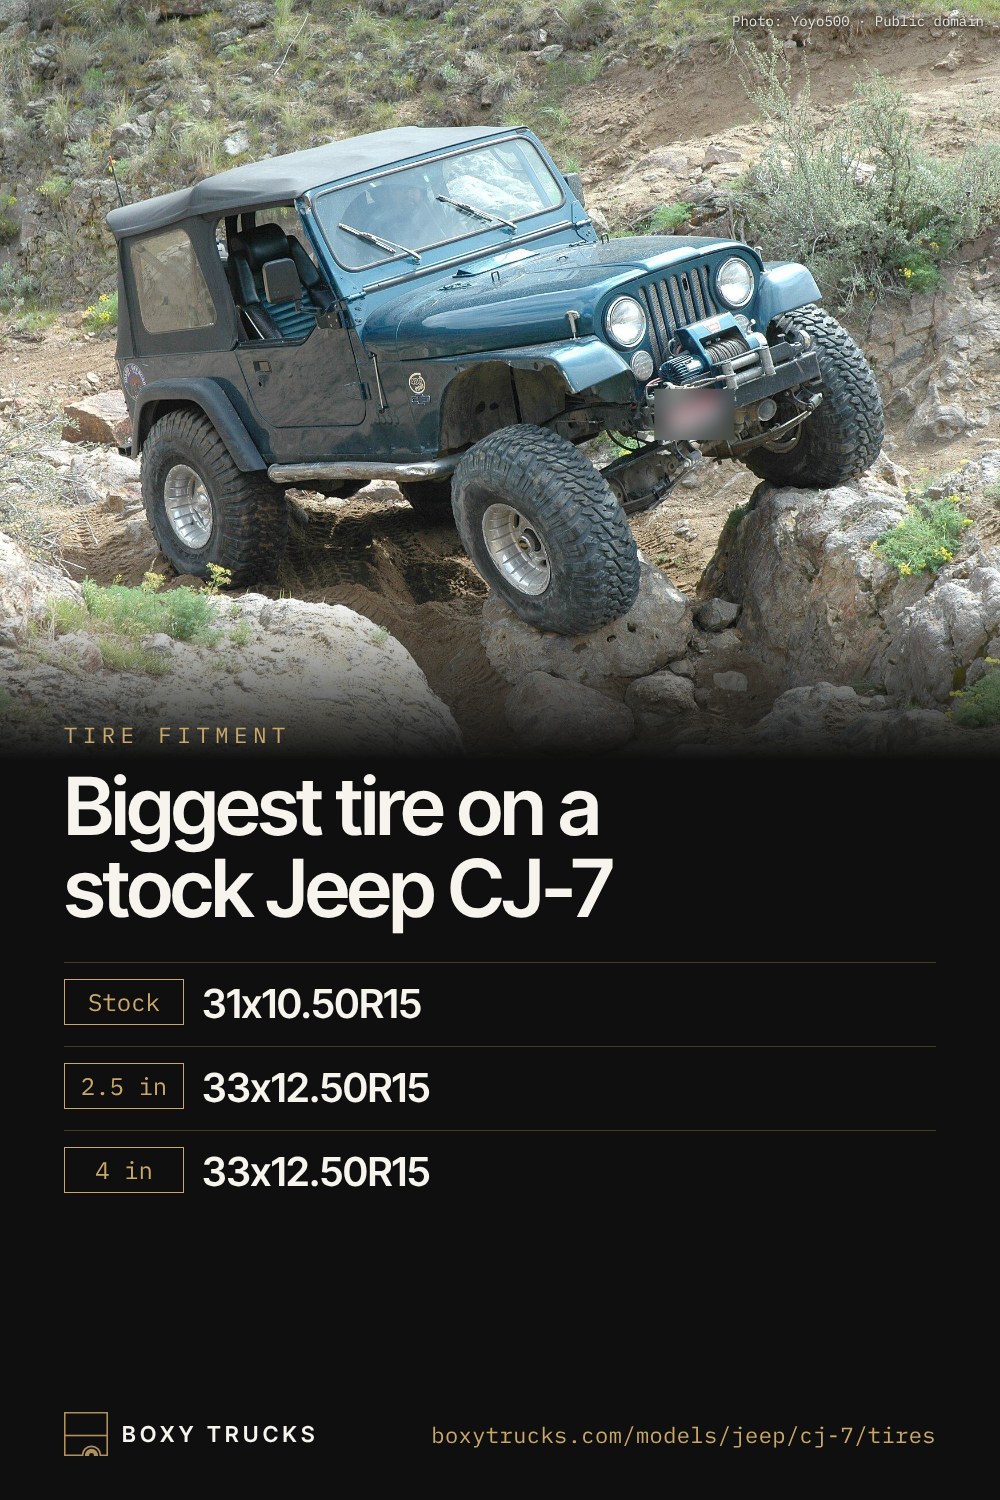 Photo: Yoyo500 · Public domain
TIRE FITMENT
Biggest tire on a
stock Jeep CJ-7
Stock 31x10.50R15
2.5 in 33x12.50R15
4 in 33x12.50R15
BOXY TRUCKS boxytrucks.com/models/jeep/cj-7/tires